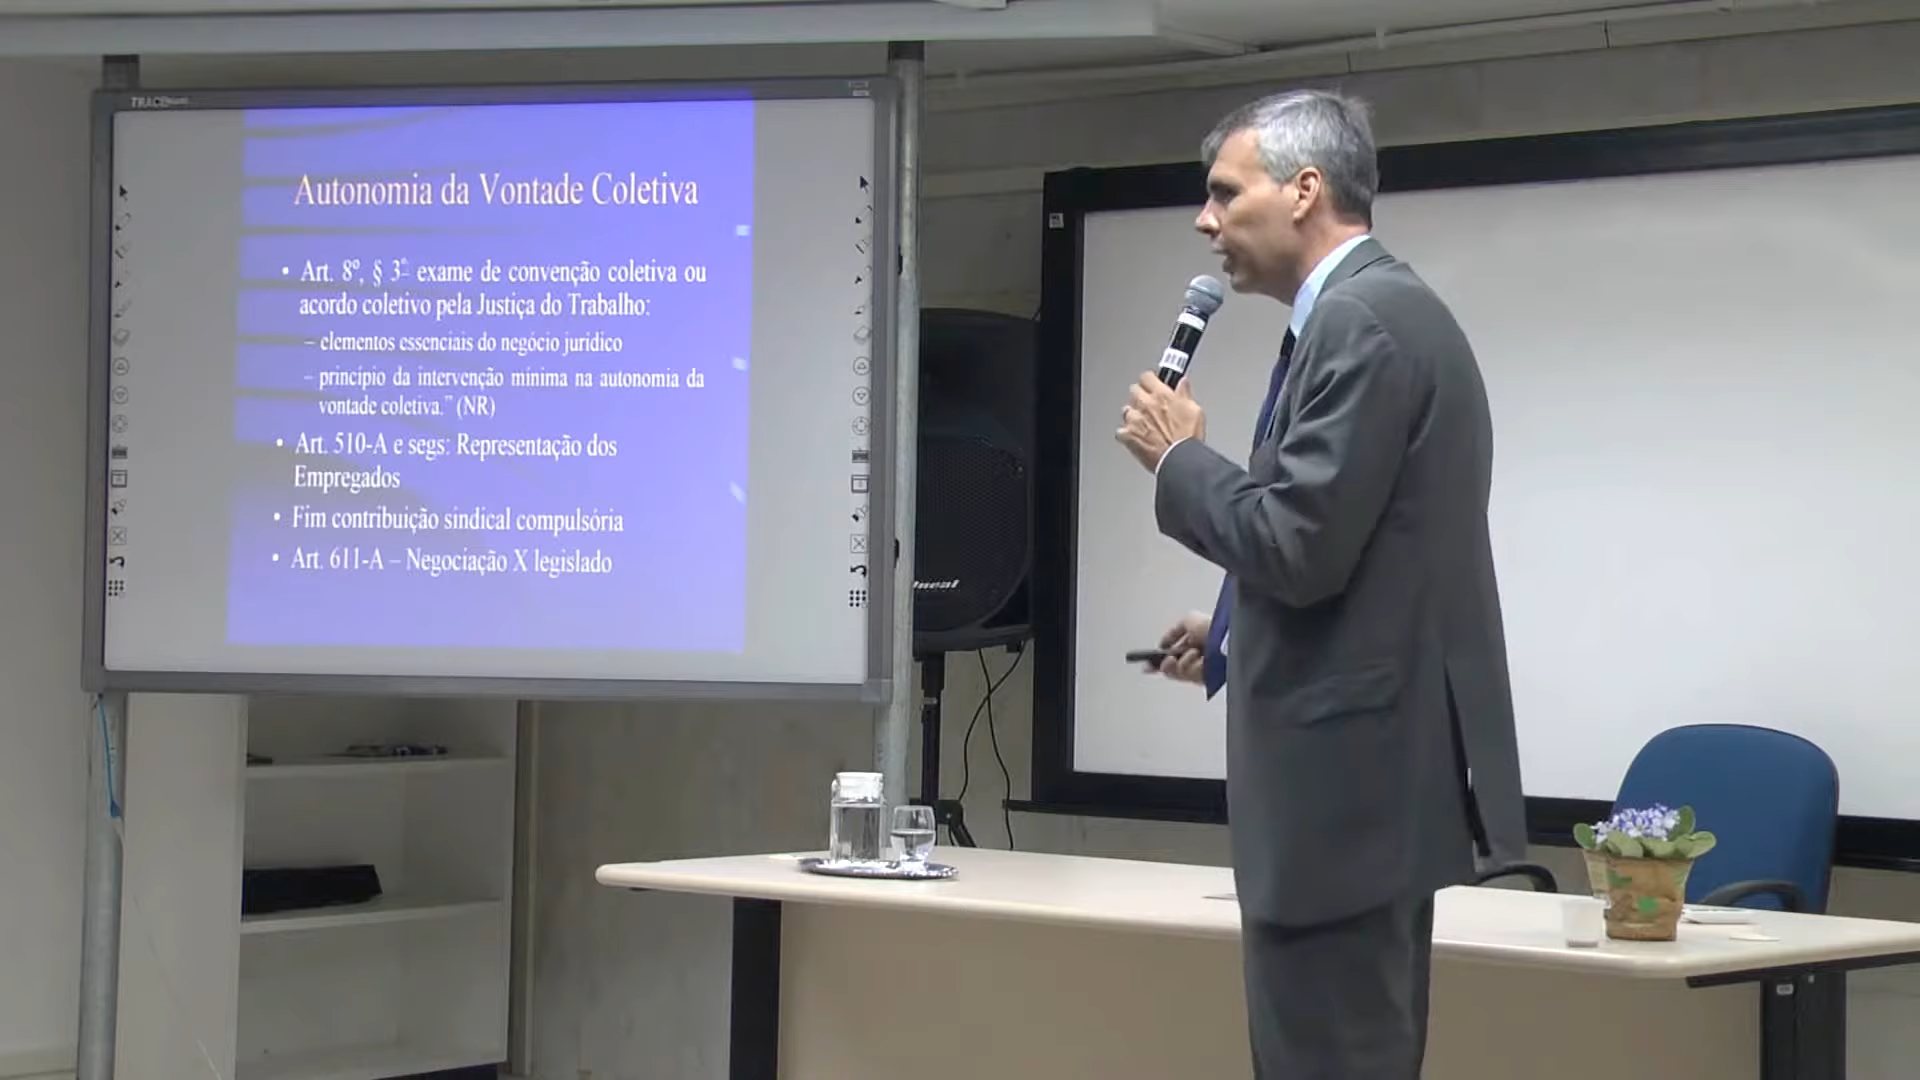 Autonomia da Vontade Coletiva
• Art. 8º, § 3º exame de convenção coletiva ou
acordo coletivo pela Justiça do Trabalho:
– elementos essenciais do negócio jurídico
– princípio da intervenção mínima na autonomia da
vontade coletiva.” (NR)
• Art. 510-A e segs: Representação dos
Empregados
• Fim contribuição sindical compulsória
• Art. 611-A – Negociação X legislado